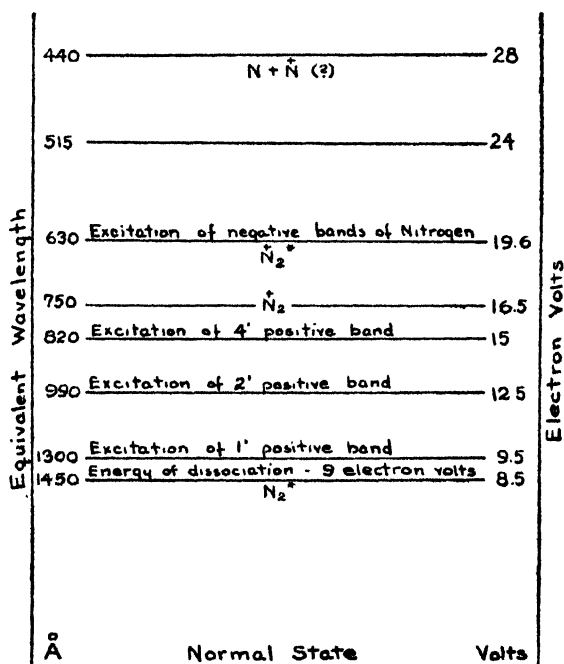 440 28
N + N⁺ (?)
515 24
Excitation of negative bands of Nitrogen
630 19.6
N₂⁺*
750 N₂⁺ 16.5
820 Excitation of 4' positive band 15
990 Excitation of 2' positive band 12.5
1300 Excitation of 1' positive band 9.5
Energy of dissociation - 9 electron volts
1450 8.5
N₂*
Å Normal State Volts
Equivalent Wavelength
Electron Volts